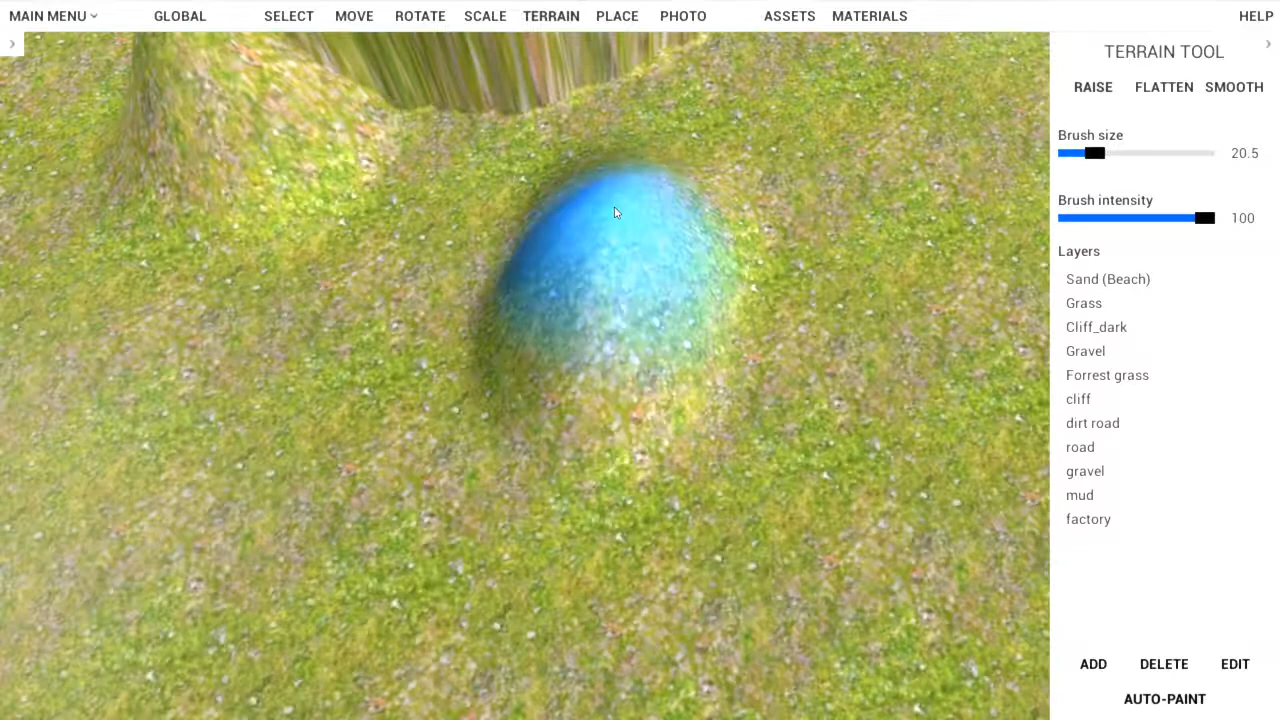 MAIN MENU GLOBAL SELECT MOVE ROTATE SCALE TERRAIN PLACE PHOTO ASSETS MATERIALS HELP
TERRAIN TOOL
RAISE FLATTEN SMOOTH
Brush size
20.5
Brush intensity
100
Layers
Sand (Beach)
Grass
Cliff_dark
Gravel
Forrest grass
cliff
dirt road
road
gravel
mud
factory
ADD DELETE EDIT
AUTO-PAINT